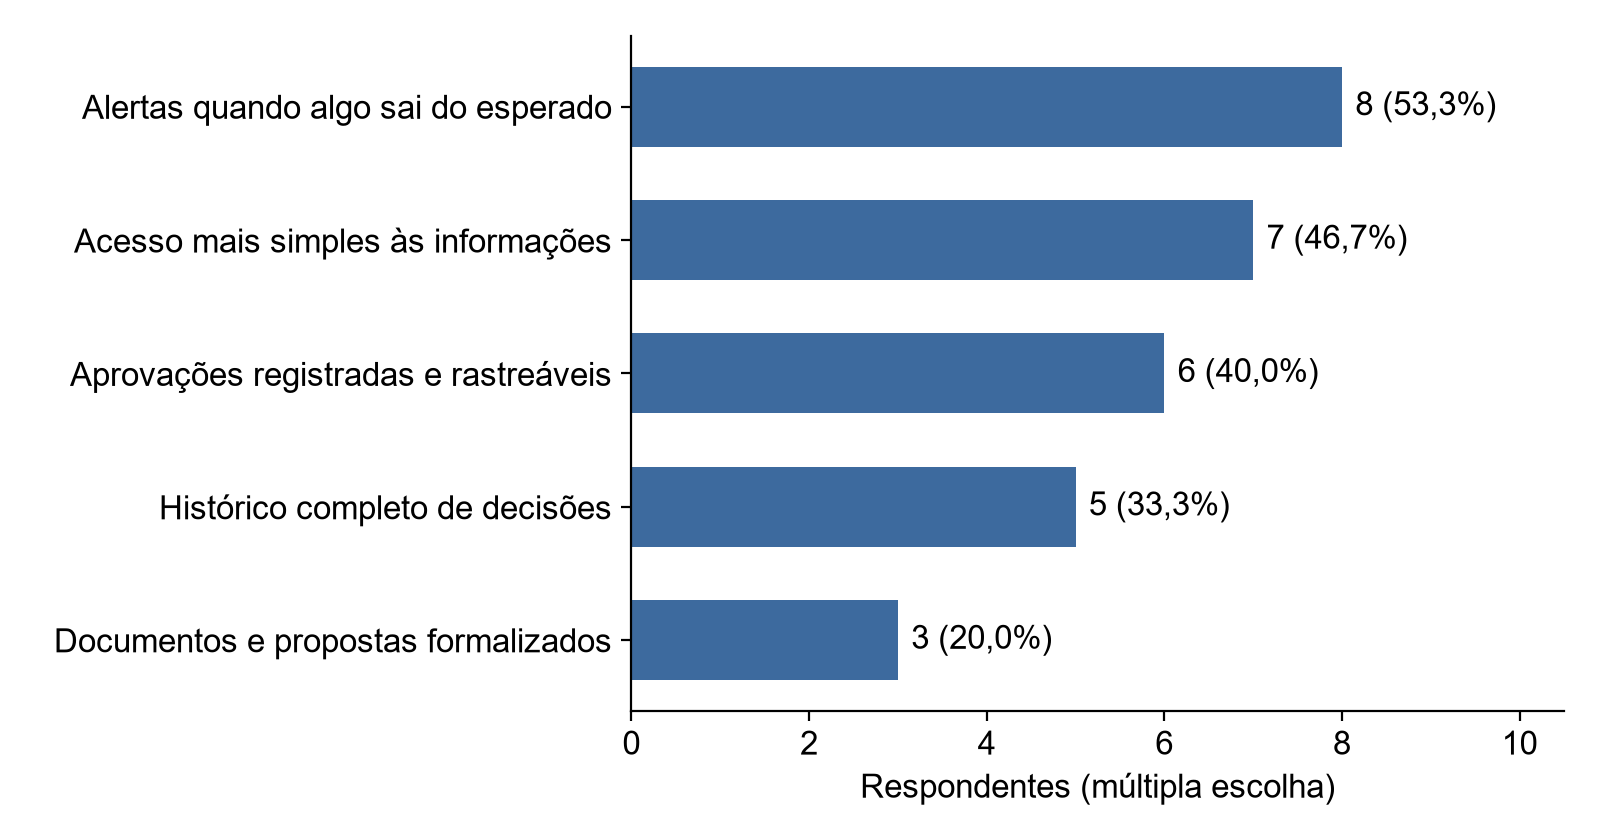 Alertas quando algo sai do esperado 8 (53,3%)
Acesso mais simples às informações 7 (46,7%)
Aprovações registradas e rastreáveis 6 (40,0%)
Histórico completo de decisões 5 (33,3%)
Documentos e propostas formalizados 3 (20,0%)
0 2 4 6 8 10
Respondentes (múltipla escolha)